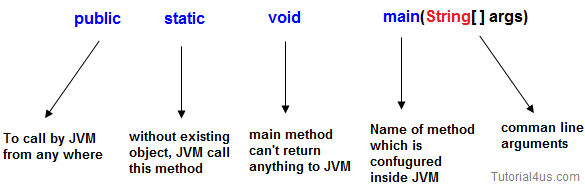 public static void main(String[] args)
To call by JVM
from any where
without existing
object, JVM call
this method
main method
can't return
anything to JVM
Name of method
which is
confugured
inside JVM
comman line
arguments
Tutorial4us.com